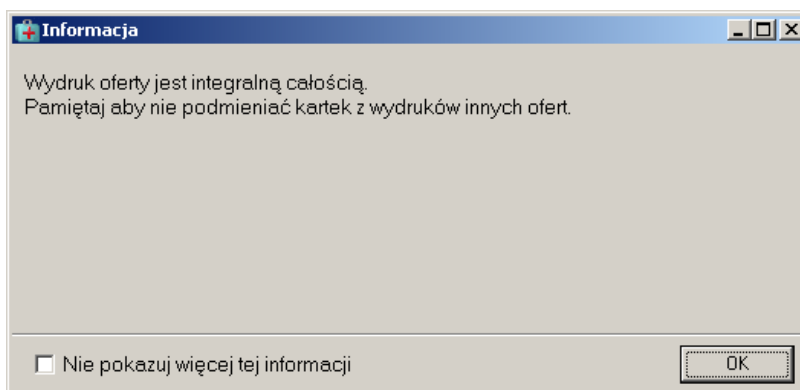 Informacja
Wydruk oferty jest integralną całością.
Pamiętaj aby nie podmieniać kartek z wydruków innych ofert.
Nie pokazuj więcej tej informacji
OK